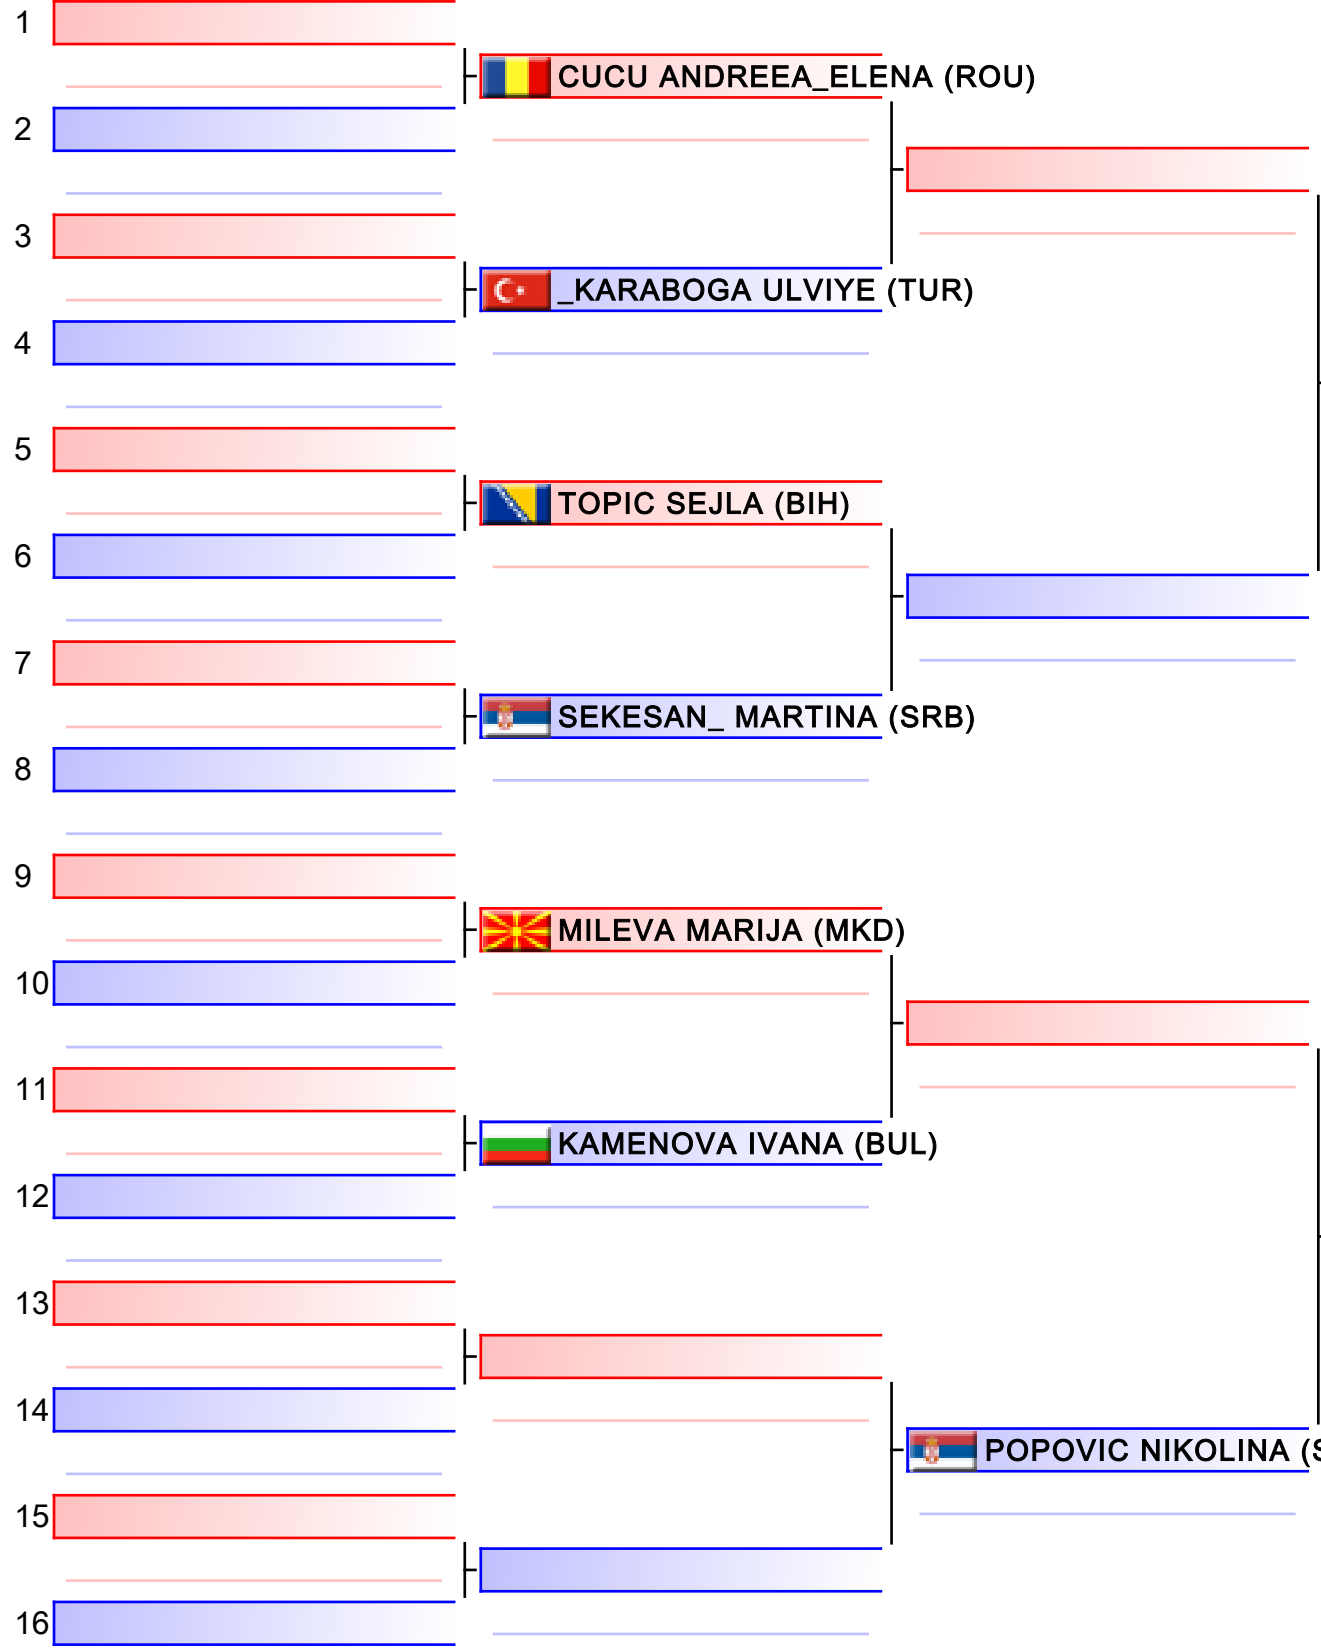 1
CUCU ANDREEA_ELENA (ROU)
2
3
_KARABOGA ULVIYE (TUR)
4
5
TOPIC SEJLA (BIH)
6
7
SEKESAN_ MARTINA (SRB)
8
9
MILEVA MARIJA (MKD)
10
11
KAMENOVA IVANA (BUL)
12
13
14
POPOVIC NIKOLINA (S
15
16